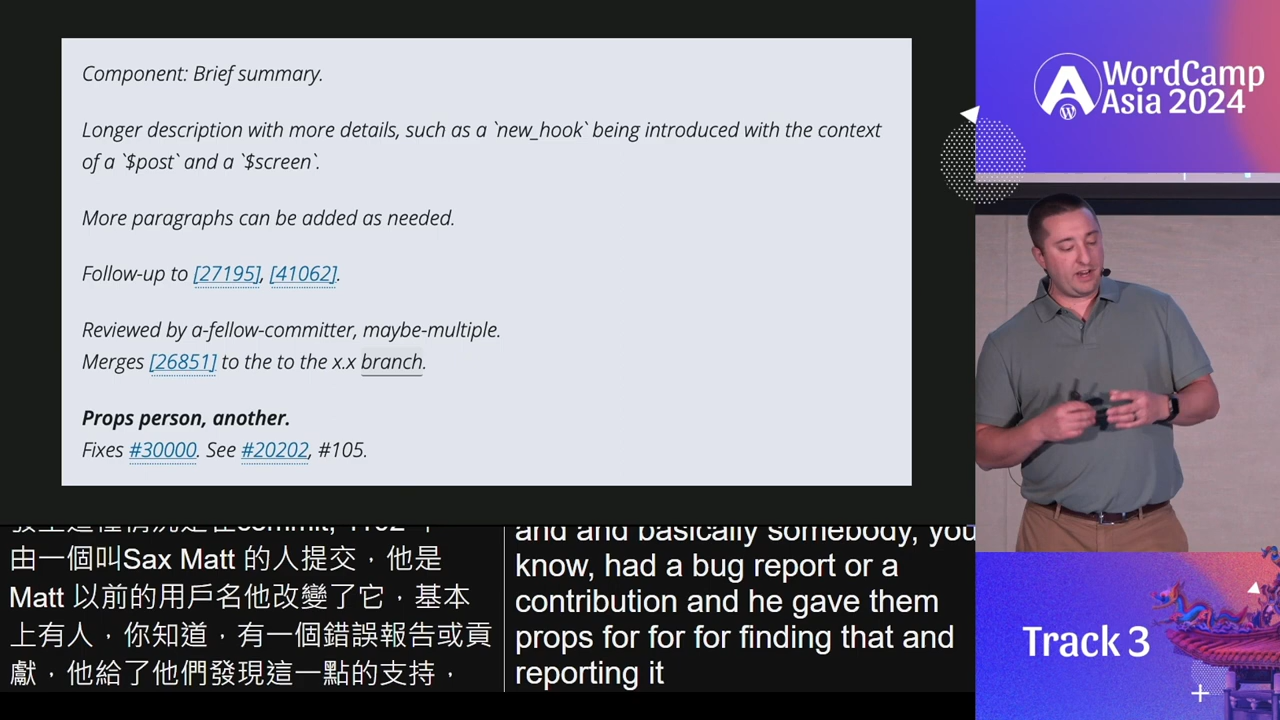 Component: Brief summary.
Longer description with more details, such as a `new_hook` being introduced with the context
of a `$post` and a `$screen`.
More paragraphs can be added as needed.
Follow-up to [27195], [41062].
Reviewed by a-fellow-committer, maybe-multiple.
Merges [26851] to the to the x.x branch.
Props person, another.
Fixes #30000. See #20202, #105.
由一個叫Sax Matt 的人提交，他是
Matt 以前的用戶名他改變了它，基本
上有人，你知道，有一個錯誤報告或貢
獻，他給了他們發現這一點的支持，
and and basically somebody, you
know, had a bug report or a
contribution and he gave them
props for for for finding that and
reporting it
WordCamp
Asia 2024
Track 3